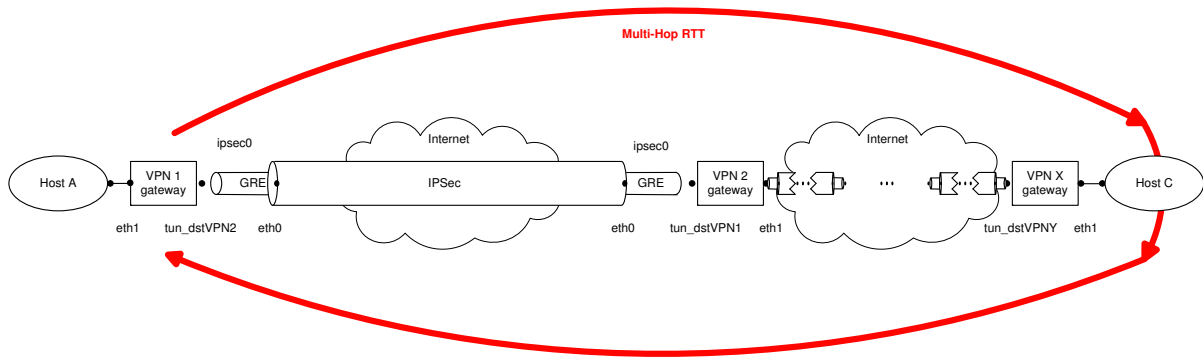 Multi-Hop RTT
Internet
Internet
ipsec0
ipsec0
Host A
VPN 1
gateway
GRE
IPSec
GRE
VPN 2
gateway
...
...
...
VPN X
gateway
Host C
eth1
tun_dstVPN2
eth0
eth0
tun_dstVPN1
eth1
tun_dstVPNY
eth1